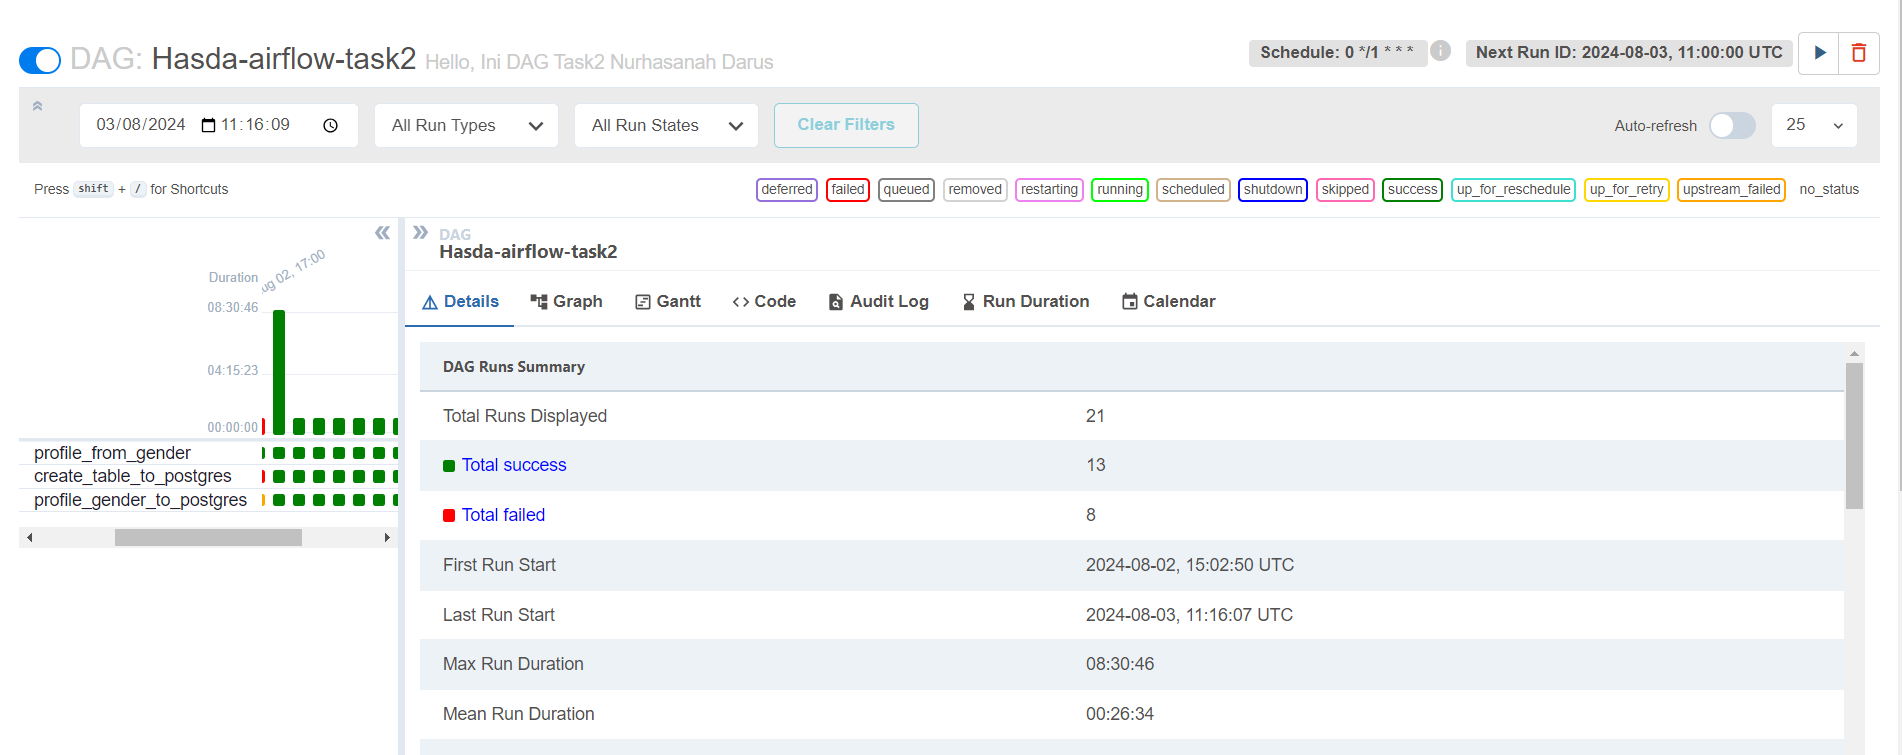 DAG: Hasda-airflow-task2 Hello, Ini DAG Task2 Nurhasanah Darus
Schedule: 0 */1 * * * i Next Run ID: 2024-08-03, 11:00:00 UTC
03/08/2024 11:16:09 All Run Types All Run States Clear Filters Auto-refresh 25
Press shift + / for Shortcuts
deferred failed queued removed restarting running scheduled shutdown skipped success up_for_reschedule up_for_retry upstream_failed no_status
ug 02, 17:00
Duration
08:30:46
04:15:23
00:00:00
profile_from_gender
create_table_to_postgres
profile_gender_to_postgres
DAG
Hasda-airflow-task2
Details Graph Gantt Code Audit Log Run Duration Calendar
DAG Runs Summary
Total Runs Displayed 21
Total success 13
Total failed 8
First Run Start 2024-08-02, 15:02:50 UTC
Last Run Start 2024-08-03, 11:16:07 UTC
Max Run Duration 08:30:46
Mean Run Duration 00:26:34